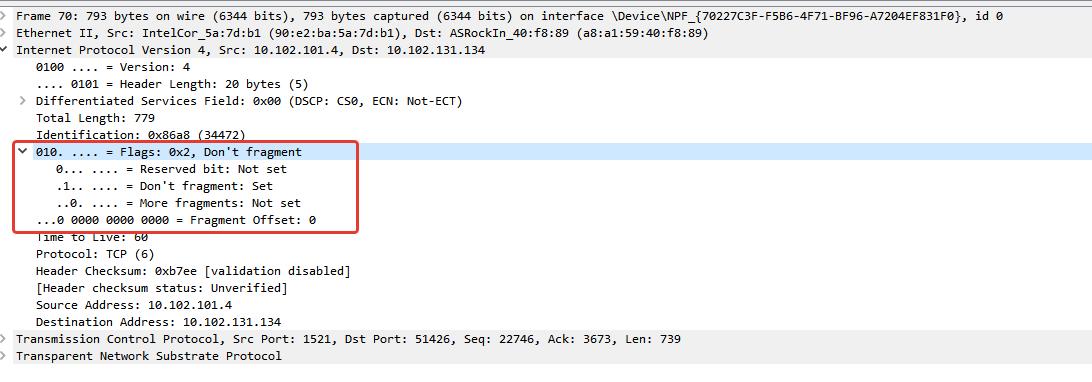 Frame 70: 793 bytes on wire (6344 bits), 793 bytes captured (6344 bits) on interface \Device\NPF_{70227C3F-F5B6-4F71-BF96-A7204EF831F0}, id 0
Ethernet II, Src: IntelCor_5a:7d:b1 (90:e2:ba:5a:7d:b1), Dst: ASRockIn_40:f8:89 (a8:a1:59:40:f8:89)
Internet Protocol Version 4, Src: 10.102.101.4, Dst: 10.102.131.134
0100 .... = Version: 4
.... 0101 = Header Length: 20 bytes (5)
Differentiated Services Field: 0x00 (DSCP: CS0, ECN: Not-ECT)
Total Length: 779
Identification: 0x86a8 (34472)
010. .... = Flags: 0x2, Don't fragment
0... .... = Reserved bit: Not set
.1.. .... = Don't fragment: Set
..0. .... = More fragments: Not set
...0 0000 0000 0000 = Fragment Offset: 0
Time to Live: 60
Protocol: TCP (6)
Header Checksum: 0xb7ee [validation disabled]
[Header checksum status: Unverified]
Source Address: 10.102.101.4
Destination Address: 10.102.131.134
Transmission Control Protocol, Src Port: 1521, Dst Port: 51426, Seq: 22746, Ack: 3673, Len: 739
Transparent Network Substrate Protocol